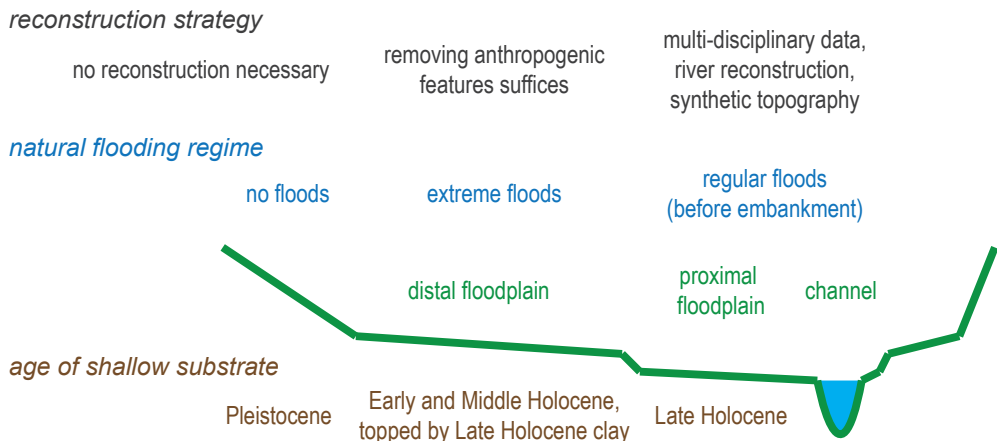 reconstruction strategy
no reconstruction necessary
removing anthropogenic
features suffices
multi-disciplinary data,
river reconstruction,
synthetic topography
natural flooding regime
no floods
extreme floods
regular floods
(before embankment)
distal floodplain
proximal
floodplain
channel
age of shallow substrate
Pleistocene
Early and Middle Holocene,
topped by Late Holocene clay
Late Holocene